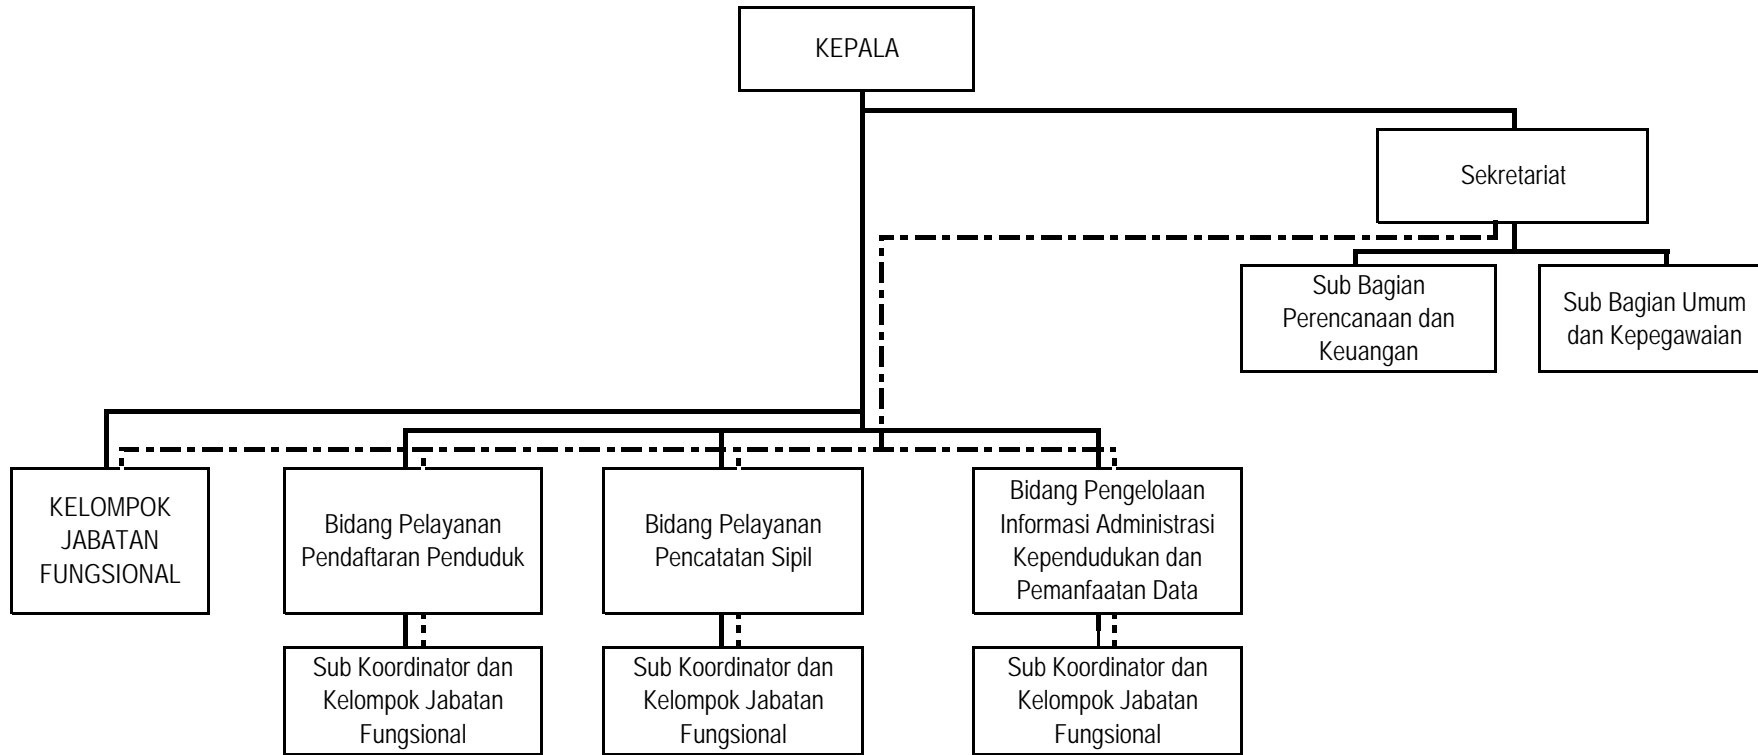 KEPALA
Sekretariat
Sub Bagian
Perencanaan dan
Keuangan
Sub Bagian Umum
dan Kepegawaian
KELOMPOK
JABATAN
FUNGSIONAL
Bidang Pelayanan
Pendaftaran Penduduk
Bidang Pelayanan
Pencatatan Sipil
Bidang Pengelolaan
Informasi Administrasi
Kependudukan dan
Pemanfaatan Data
Sub Koordinator dan
Kelompok Jabatan
Fungsional
Sub Koordinator dan
Kelompok Jabatan
Fungsional
Sub Koordinator dan
Kelompok Jabatan
Fungsional